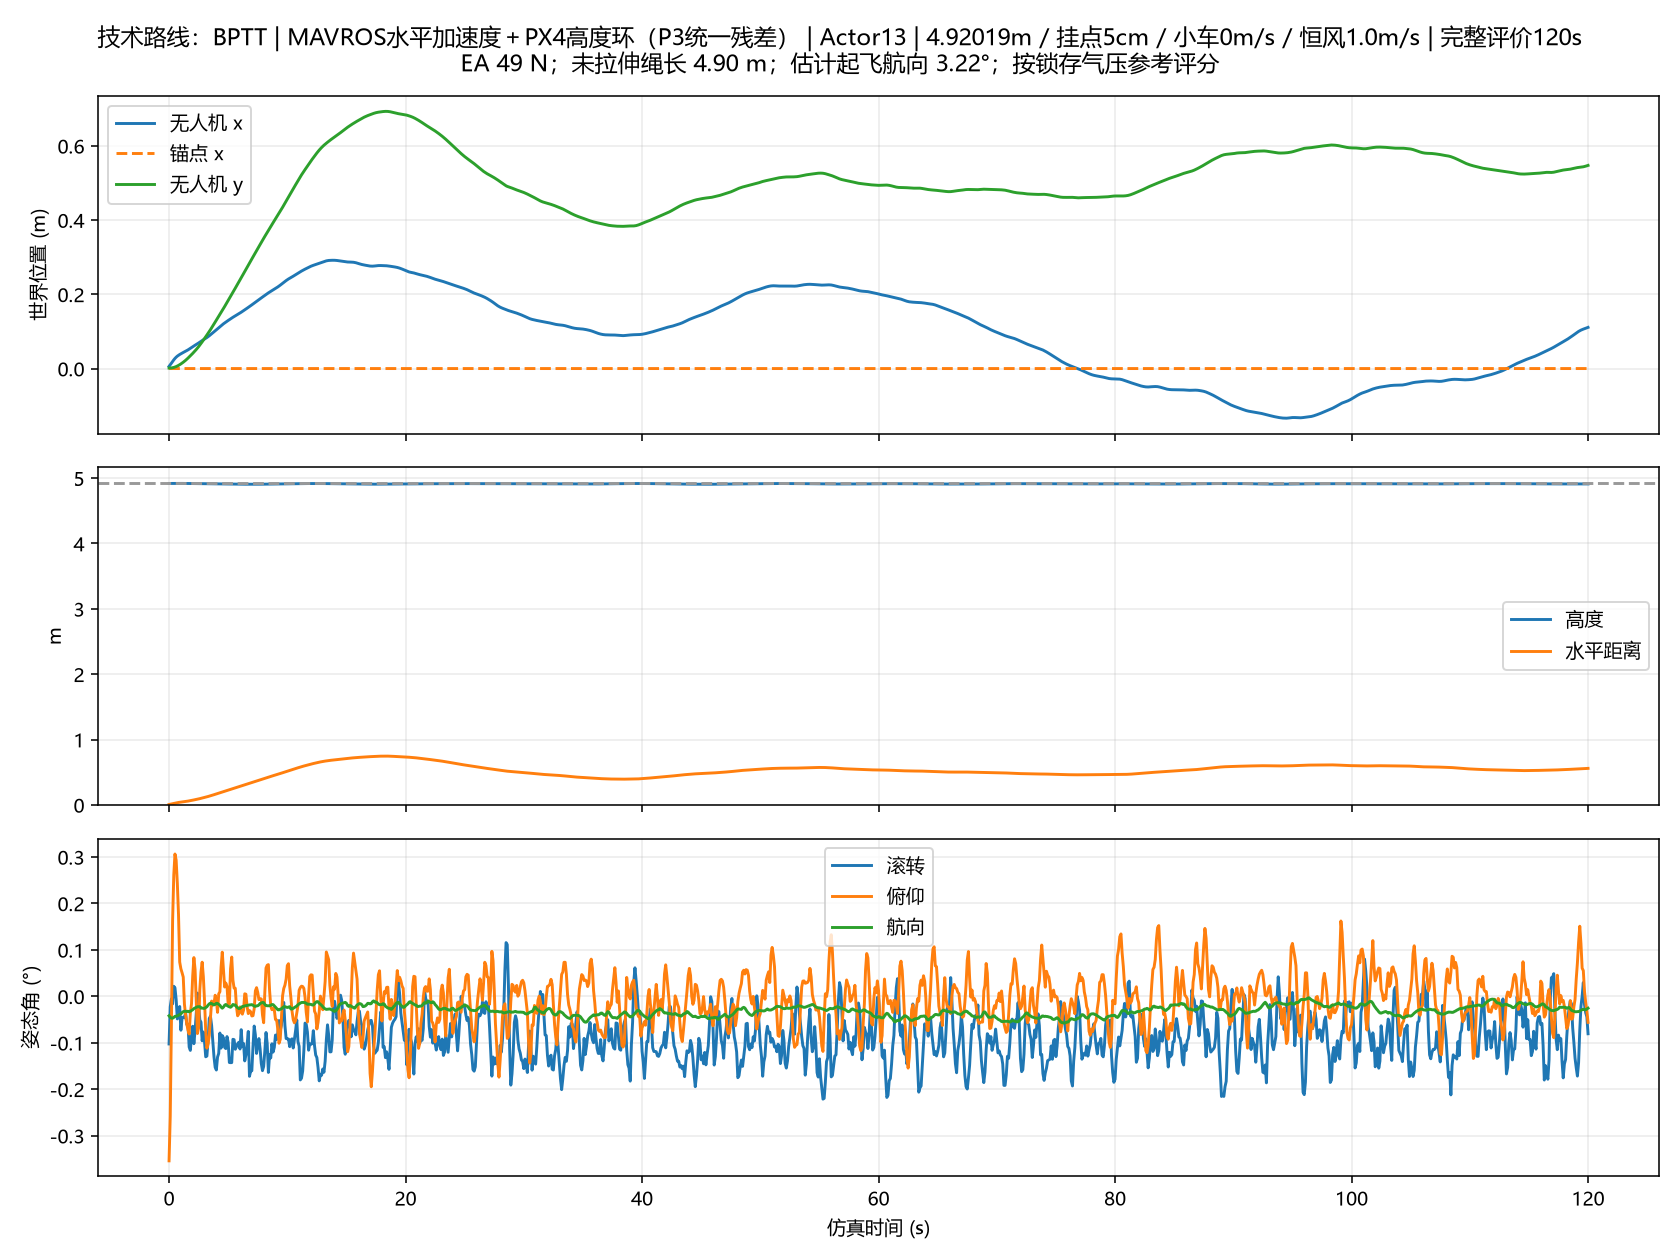 技术路线：BPTT | MAVROS水平加速度＋PX4高度环（P3统一残差） | Actor13 | 4.92019m / 挂点5cm / 小车0m/s / 恒风1.0m/s | 完整评价120s
EA 49 N；未拉伸绳长 4.90 m；估计起飞航向 3.22°；按锁存气压参考评分
世界位置 (m)
0.6
0.4
0.2
0.0
无人机 x
锚点 x
无人机 y
m
5
4
3
2
1
0
高度
水平距离
姿态角 (°)
0.3
0.2
0.1
0.0
-0.1
-0.2
-0.3
滚转
俯仰
航向
0
20
40
60
80
100
120
仿真时间 (s)